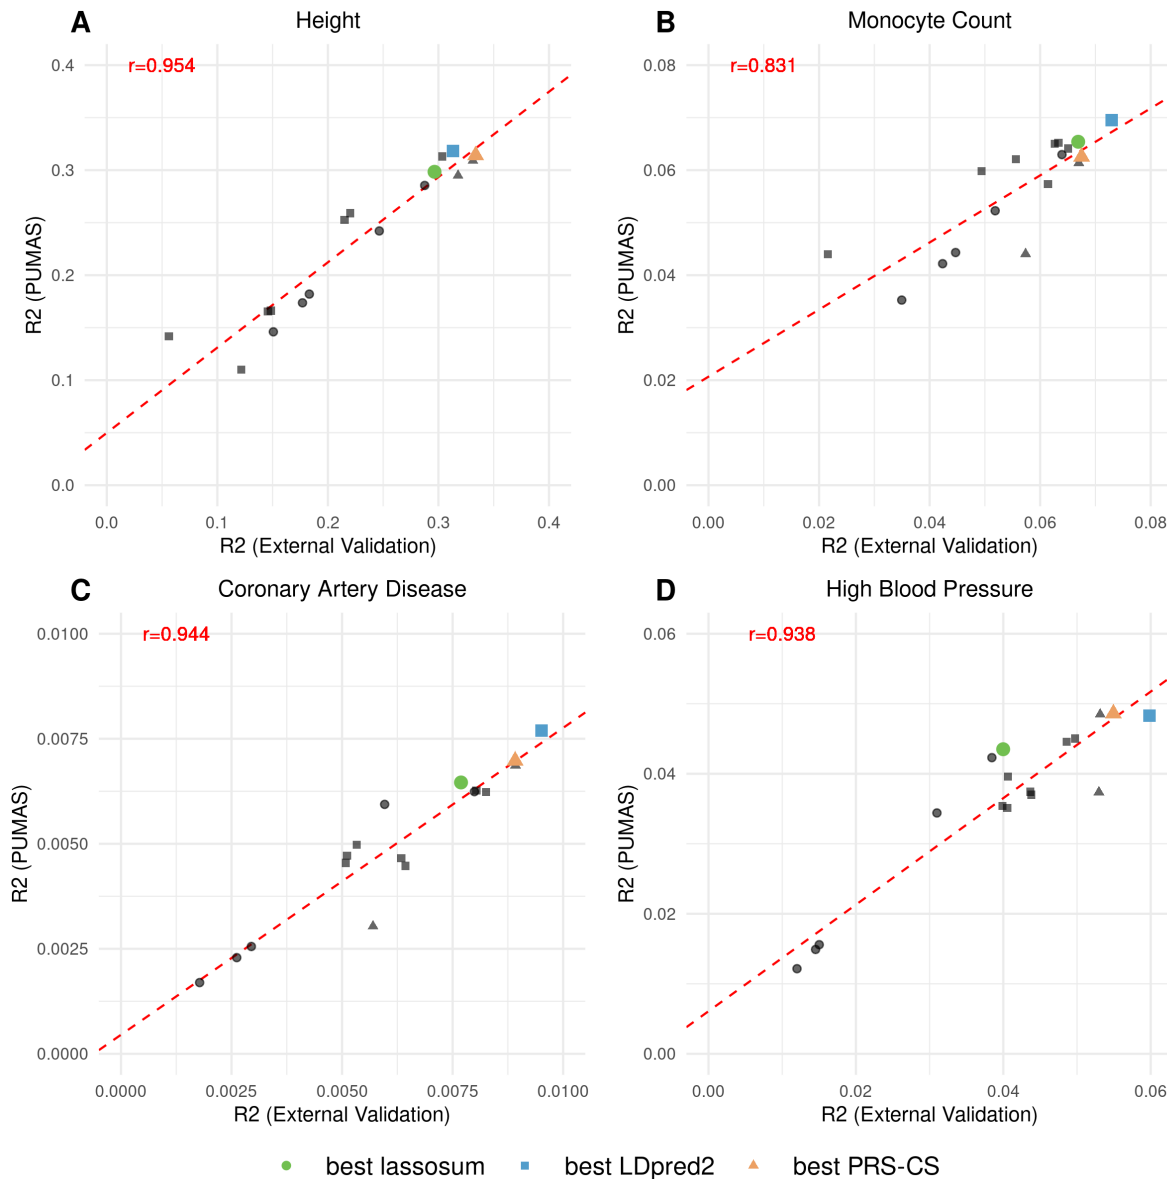 A
Height
r=0.954
0.4
0.3
0.2
0.1
0.0
R2 (PUMAS)
0.0 0.1 0.2 0.3 0.4
R2 (External Validation)
B
Monocyte Count
r=0.831
0.08
0.06
0.04
0.02
0.00
R2 (PUMAS)
0.00 0.02 0.04 0.06 0.08
R2 (External Validation)
C
Coronary Artery Disease
r=0.944
0.0100
0.0075
0.0050
0.0025
0.0000
R2 (PUMAS)
0.0000 0.0025 0.0050 0.0075 0.0100
R2 (External Validation)
D
High Blood Pressure
r=0.938
0.06
0.04
0.02
0.00
R2 (PUMAS)
0.00 0.02 0.04 0.06
R2 (External Validation)
best lassosum best LDpred2 best PRS-CS